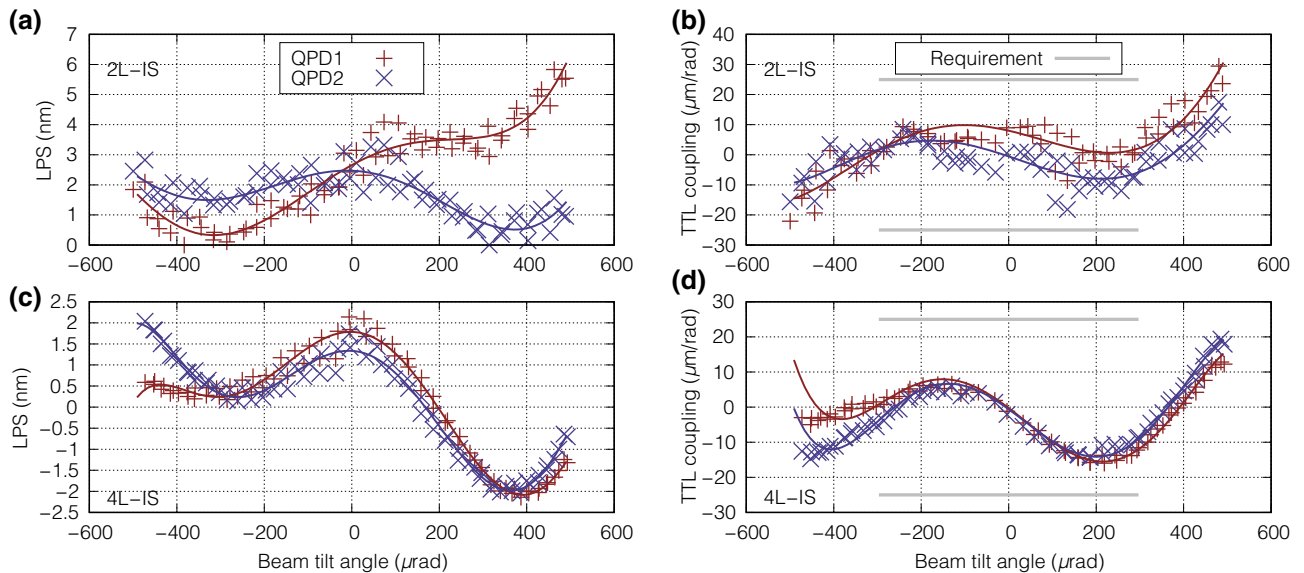 (a)
7
6
5
4
3
2
1
0
LPS (nm)
2L–IS
QPD1
QPD2
−600 −400 −200 0 200 400 600
(b)
30
20
10
0
−10
−20
−30
TTL coupling (µm/rad)
2L–IS
Requirement
−600 −400 −200 0 200 400 600
(c)
2.5
2
1.5
1
0.5
0
−0.5
−1
−1.5
−2
−2.5
LPS (nm)
4L–IS
−600 −400 −200 0 200 400 600
Beam tilt angle (µrad)
(d)
30
20
10
0
−10
−20
−30
TTL coupling (µm/rad)
4L–IS
−600 −400 −200 0 200 400 600
Beam tilt angle (µrad)